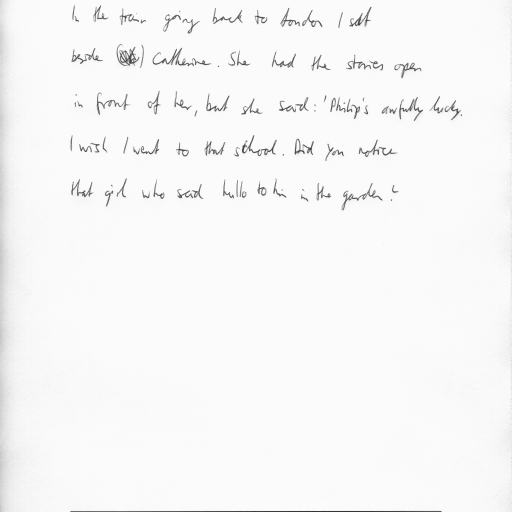 In the train going back to London I sat
beside Catherine. She had the stories open
in front of her, but she said: 'Philip's awfully lucky.
I wish I went to that school. Did you notice
that girl who said hullo to him in the garden?